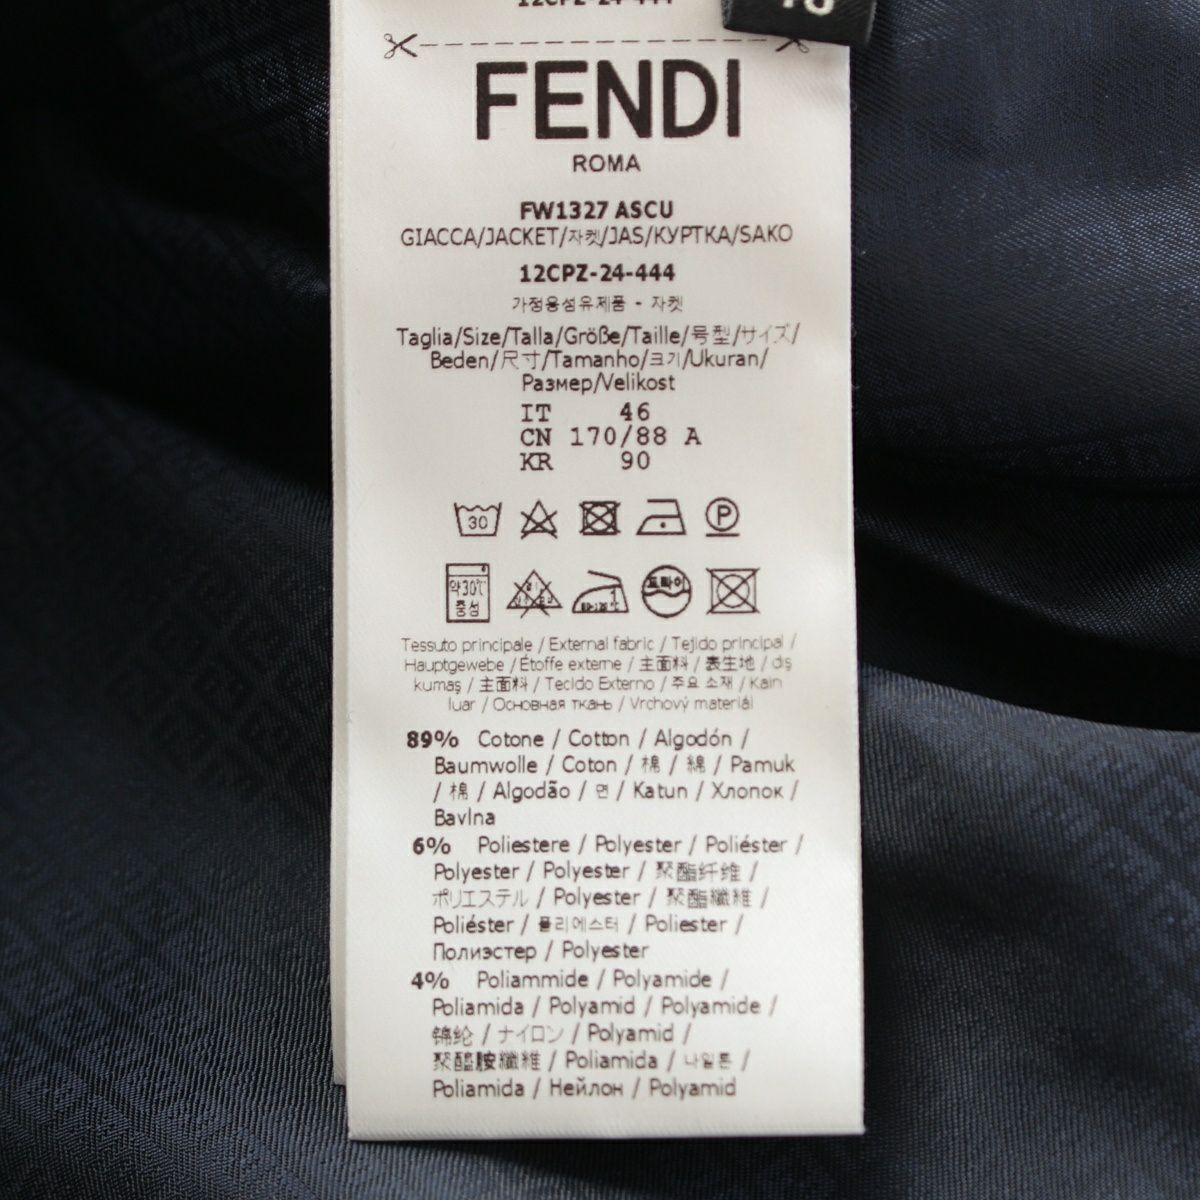 12CPZ-24-444
FENDI
ROMA
FW1327 ASCU
GIACCA/JACKET/자켓/JAS/КУРТКА/SAKO
12CPZ-24-444
가정용섬유제품 - 자켓
Taglia/Size/Talla/Größe/Taille/号型/サイズ/
Beden/尺寸/Tamanho/크기/Ukuran/
Размер/Velikost
IT 46
CN 170/88 A
KR 90
30 P
약30℃
중성
드라이
Tessuto principale / External fabric / Tejido principal /
Hauptgewebe / Étoffe externe / 主面料 / 表生地 / dış
kumaş / 主面料 / Tecido Externo / 주요 소재 / Kain
luar / Основная ткань / Vrchový materiál
89% Cotone / Cotton / Algodón /
Baumwolle / Coton / 棉 / 綿 / Pamuk
/ 棉 / Algodão / 면 / Katun / Хлопок /
Bavlna
6% Poliestere / Polyester / Poliéster /
Polyester / Polyester / 聚酯纤维 /
ポリエステル / Polyester / 聚酯纖維 /
Poliéster / 폴리에스터 / Poliester /
Полиэстер / Polyester
4% Poliammide / Polyamide /
Poliamida / Polyamid / Polyamide /
锦纶 / ナイロン / Polyamid /
聚醯胺纖維 / Poliamida / 나일론 /
Poliamida / Нейлон / Polyamid